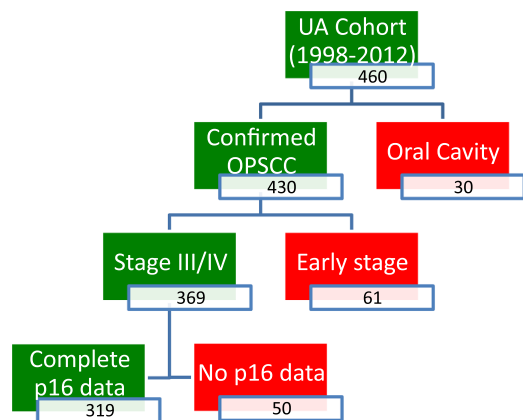 UA Cohort
(1998-2012)
460
Confirmed
OPSCC
430
Oral Cavity
30
Stage III/IV
369
Early stage
61
Complete
p16 data
319
No p16 data
50